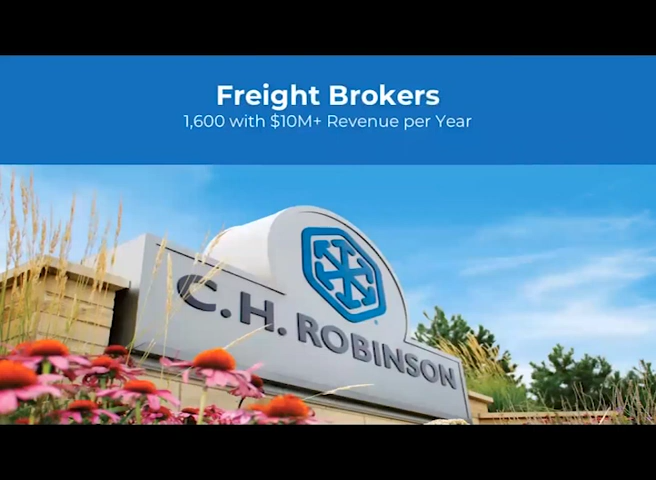 Freight Brokers
1,600 with $10M+ Revenue per Year
C.H. ROBINSON